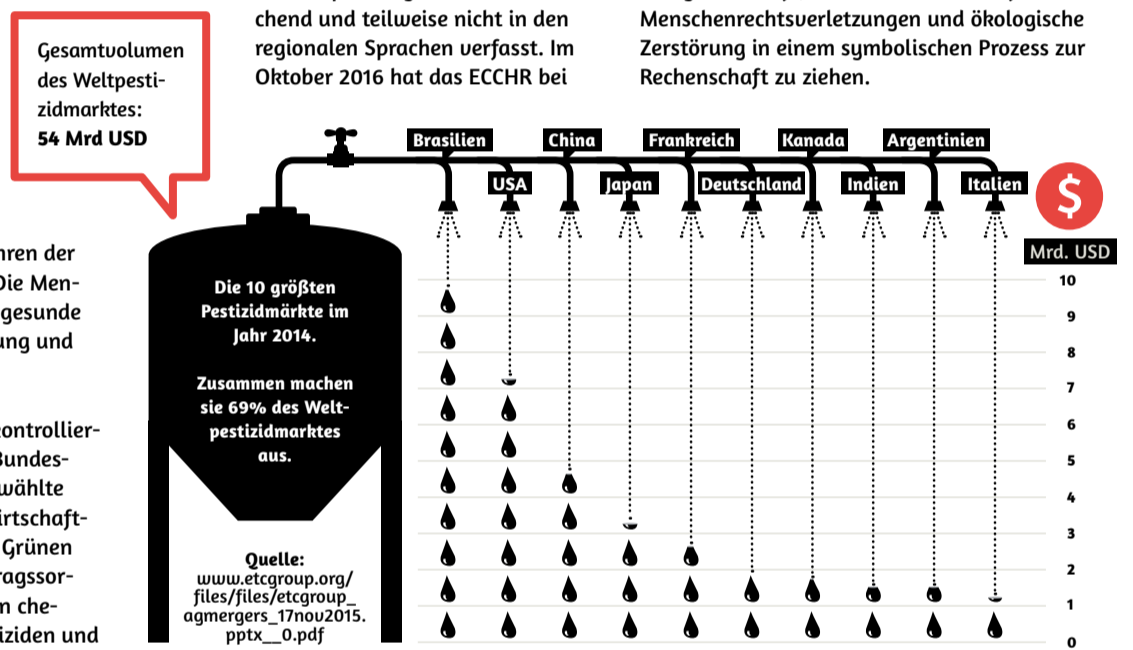 Gesamtvolumen
des Weltpesti-
zidmarktes:
54 Mrd USD
chend und teilweise nicht in den
regionalen Sprachen verfasst. Im
Oktober 2016 hat das ECCHR bei
Menschenrechtsverletzungen und ökologische
Zerstörung in einem symbolischen Prozess zur
Rechenschaft zu ziehen.
Brasilien
China
Frankreich
Kanada
Argentinien
USA
Japan
Deutschland
Indien
Italien
$
Mrd. USD
10
9
8
7
6
5
4
3
2
1
0
Die 10 größten
Pestizidmärkte im
Jahr 2014.
Zusammen machen
sie 69% des Welt-
pestizidmarktes
aus.
Quelle:
www.etcgroup.org/
files/files/etcgroup_
agmergers_17nov2015.
pptx__0.pdf
hren der
Die Men-
gesunde
ung und
kontrollier-
Bundes-
wählte
irtschaft-
Grünen
ragssor-
n che-
iziden und